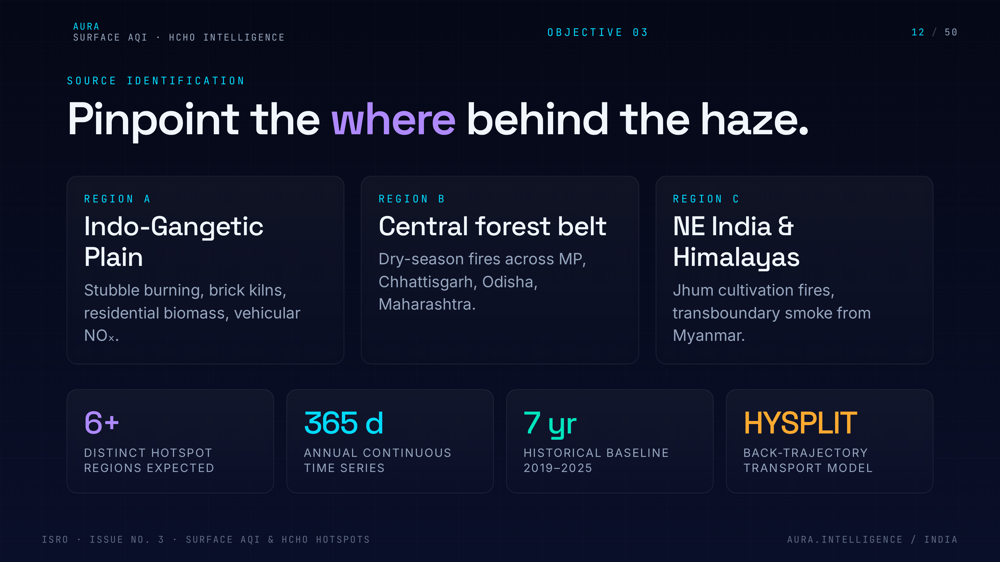 AURA
SURFACE AQI · HCHO INTELLIGENCE
OBJECTIVE 03
12 / 50
SOURCE IDENTIFICATION
Pinpoint the where behind the haze.
REGION A
Indo-Gangetic
Plain
Stubble burning, brick kilns,
residential biomass, vehicular
NOₓ.
REGION B
Central forest belt
Dry-season fires across MP,
Chhattisgarh, Odisha,
Maharashtra.
REGION C
NE India &
Himalayas
Jhum cultivation fires,
transboundary smoke from
Myanmar.
6+
DISTINCT HOTSPOT
REGIONS EXPECTED
365 d
ANNUAL CONTINUOUS
TIME SERIES
7 yr
HISTORICAL BASELINE
2019–2025
HYSPLIT
BACK-TRAJECTORY
TRANSPORT MODEL
ISRO · ISSUE NO. 3 · SURFACE AQI & HCHO HOTSPOTS
AURA.INTELLIGENCE / INDIA